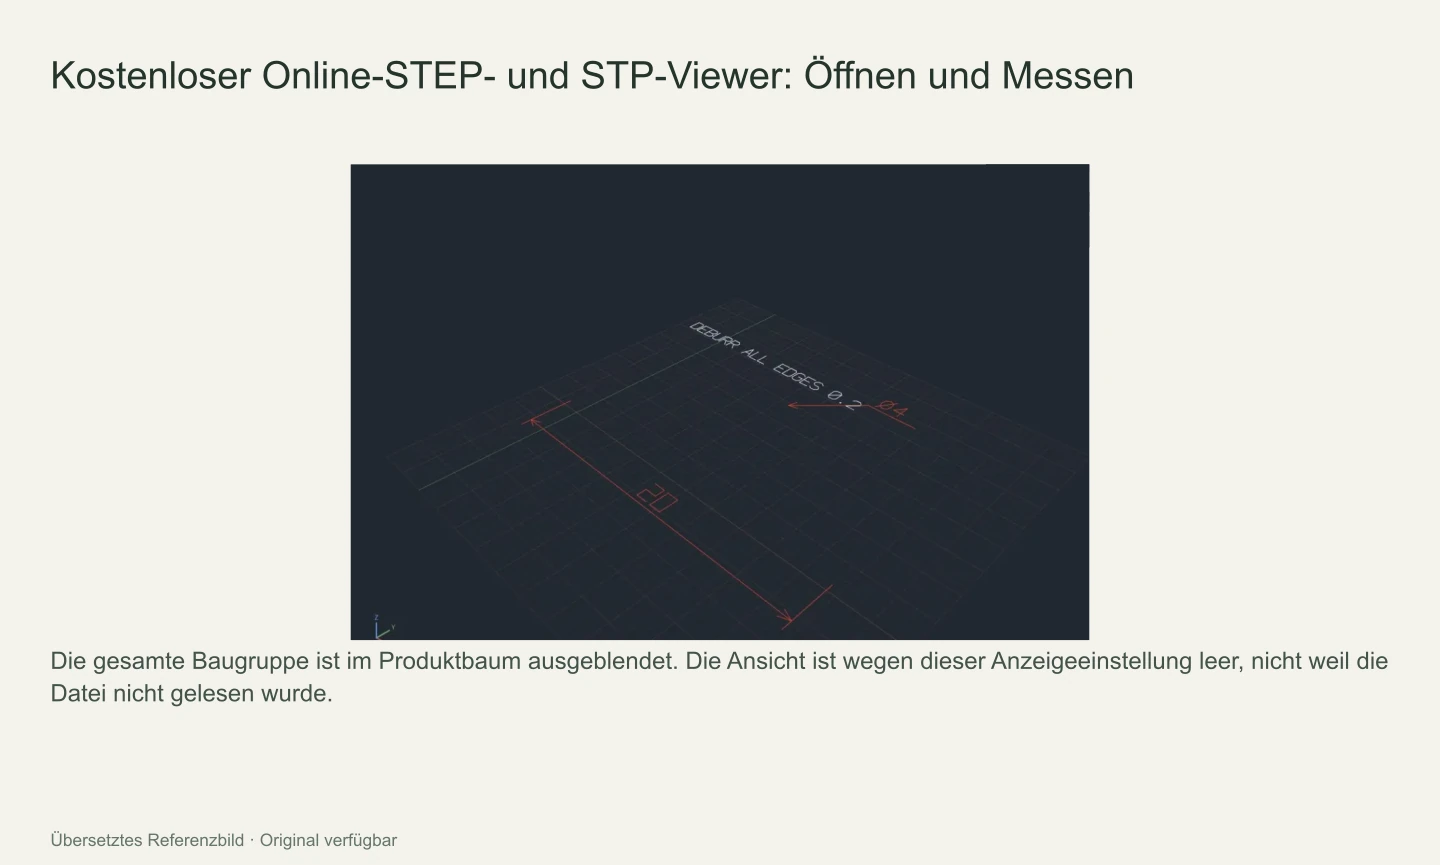 Kostenloser Online-STEP- und STP-Viewer: Öffnen und Messen
DEBURR ALL EDGES 0.2
Ø4
20
Z
Y
Die gesamte Baugruppe ist im Produktbaum ausgeblendet. Die Ansicht ist wegen dieser Anzeigeeinstellung leer, nicht weil die
Datei nicht gelesen wurde.
Übersetztes Referenzbild · Original verfügbar